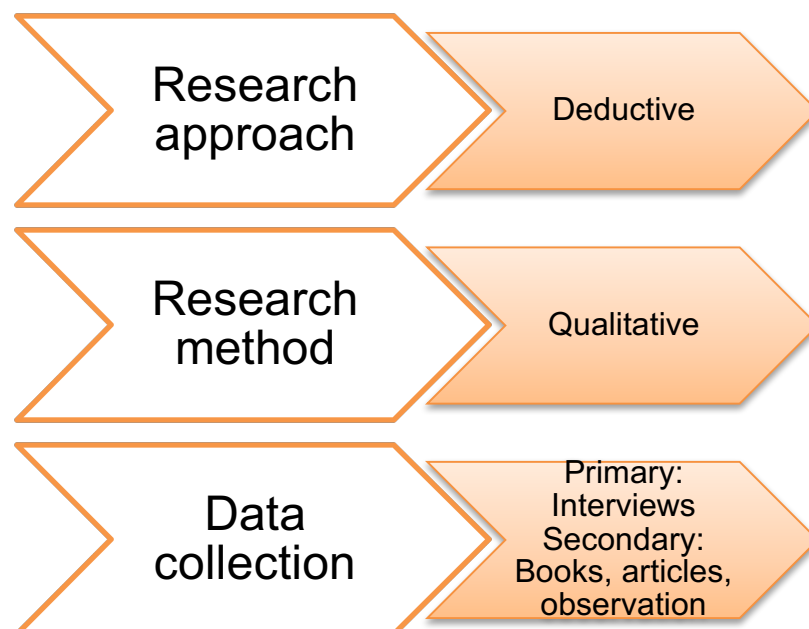 Research
approach
Deductive
Research
method
Qualitative
Data
collection
Primary:
Interviews
Secondary:
Books, articles,
observation